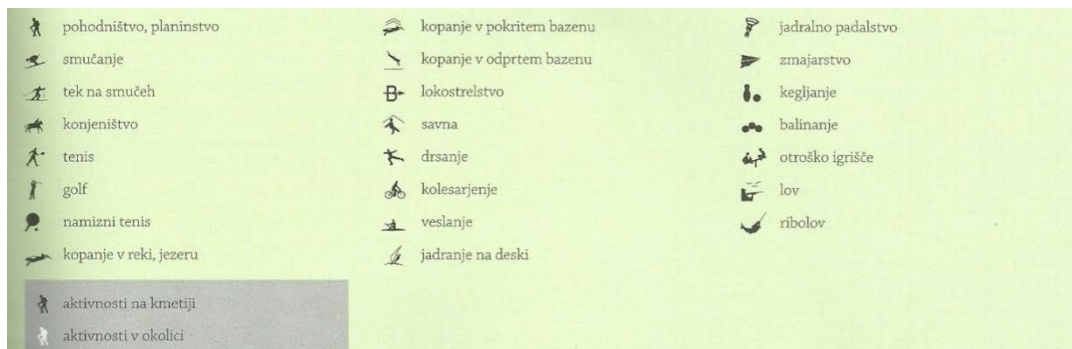 pohodništvo, planinstvo
smučanje
tek na smučeh
konjeništvo
tenis
golf
namizni tenis
kopanje v reki, jezeru
kopanje v pokritem bazenu
kopanje v odprtem bazenu
lokostrelstvo
savna
drsanje
kolesarjenje
veslanje
jadranje na deski
jadralno padalstvo
zmajarstvo
kegljanje
balinanje
otroško igrišče
lov
ribolov
aktivnosti na kmetiji
aktivnosti v okolici